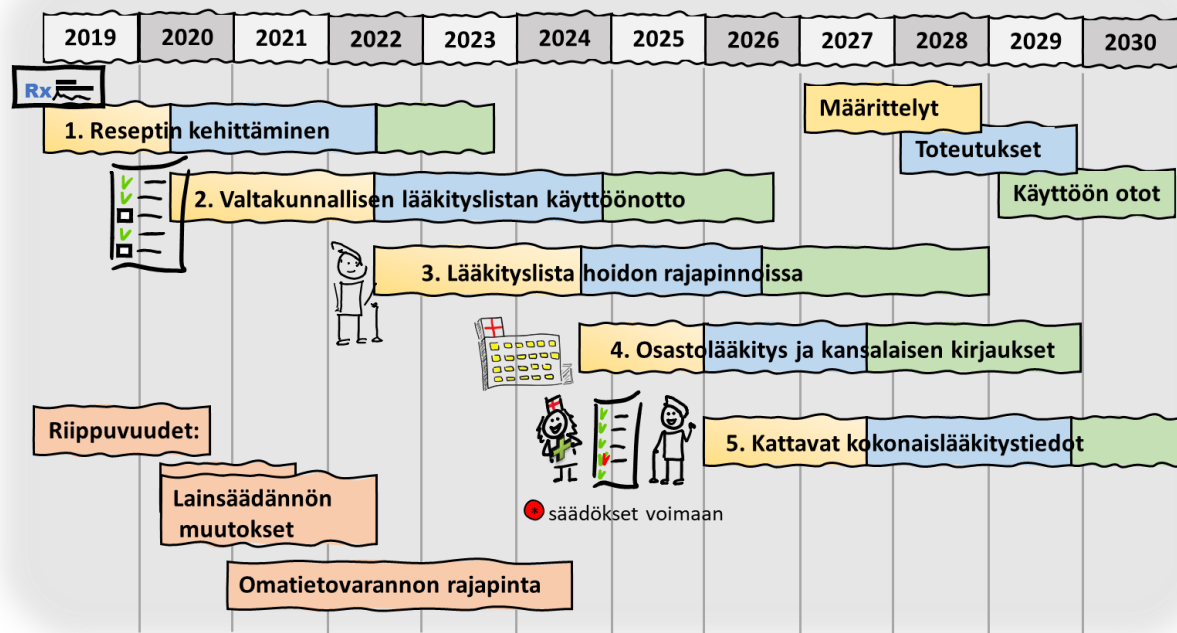 2019 2020 2021 2022 2023 2024 2025 2026 2027 2028 2029 2030
Rx
Määrittelyt
1. Reseptin kehittäminen
Toteutukset
2. Valtakunnallisen lääkityslistan käyttöönotto
Käyttöön otot
3. Lääkityslista hoidon rajapinnoissa
4. Osastolääkitys ja kansalaisen kirjaukset
Riippuvuudet:
5. Kattavat kokonaislääkitystiedot
Lainsäädännön
muutokset
* säädökset voimaan
Omatietovarannon rajapinta